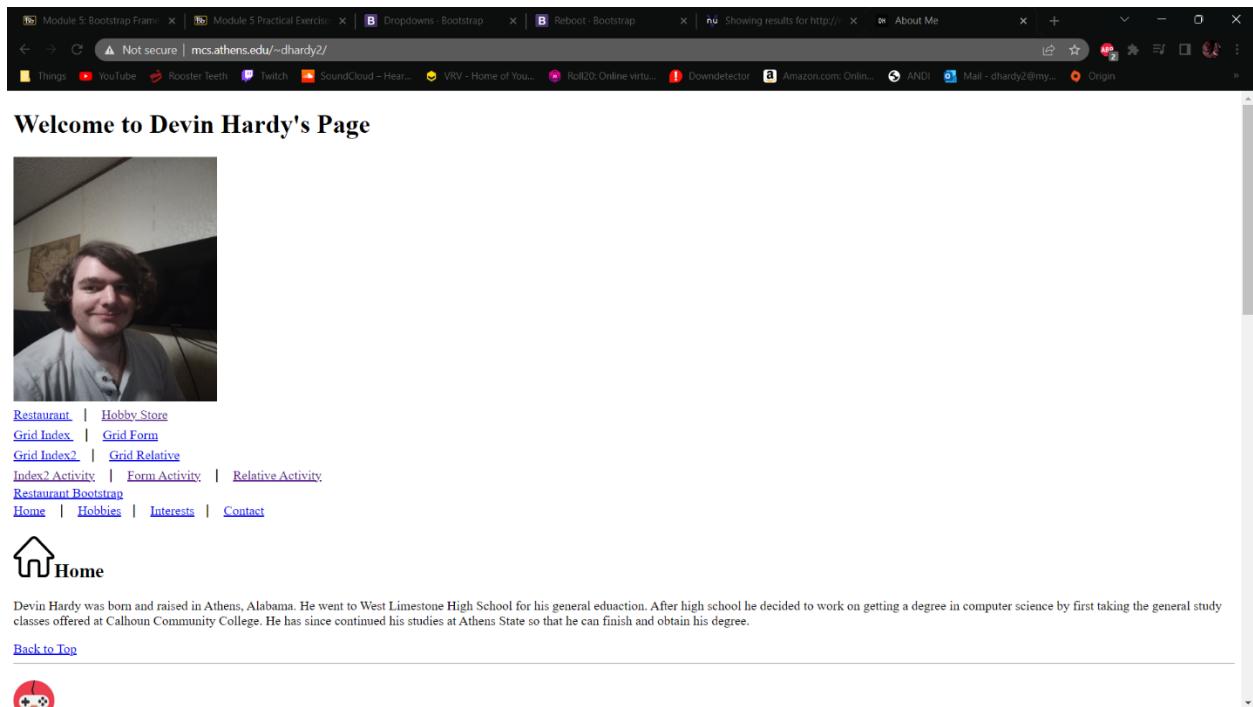 Module 5: Bootstrap Frame
Module 5 Practical Exercise
Dropdowns · Bootstrap
Reboot · Bootstrap
Showing results for http://
About Me
Not secure | mcs.athens.edu/~dhardy2/
Things YouTube Rooster Teeth Twitch SoundCloud – Hear... VRV - Home of You... Roll20: Online virtu... Downdetector Amazon.com: Onlin... ANDI Mail - dhardy2@my... Origin »
Welcome to Devin Hardy's Page
Restaurant | Hobby Store
Grid Index | Grid Form
Grid Index2 | Grid Relative
Index2 Activity | Form Activity | Relative Activity
Restaurant Bootstrap
Home | Hobbies | Interests | Contact
Home
Devin Hardy was born and raised in Athens, Alabama. He went to West Limestone High School for his general eduaction. After high school he decided to work on getting a degree in computer science by first taking the general study
classes offered at Calhoun Community College. He has since continued his studies at Athens State so that he can finish and obtain his degree.
Back to Top